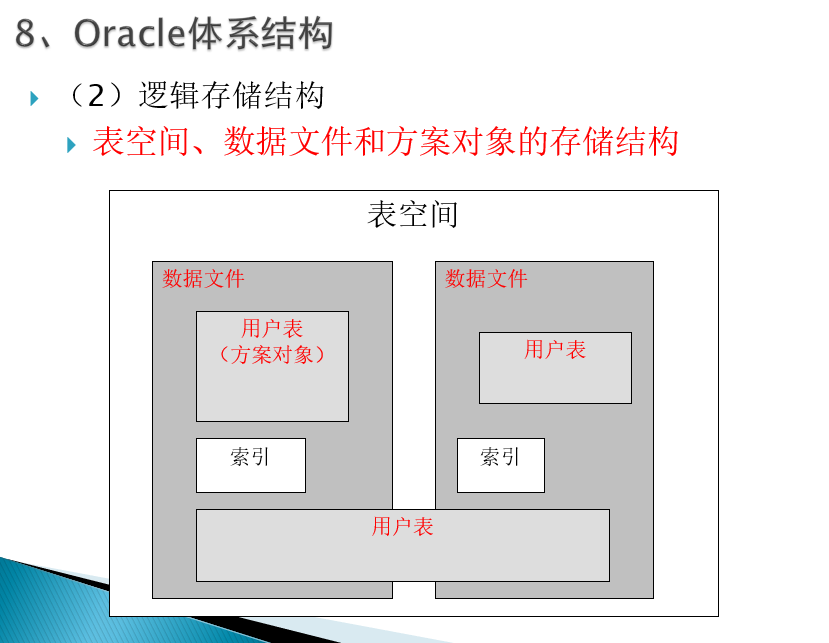 8、Oracle体系结构
（2）逻辑存储结构
表空间、数据文件和方案对象的存储结构
表空间
数据文件
用户表
（方案对象）
索引
数据文件
用户表
索引
用户表